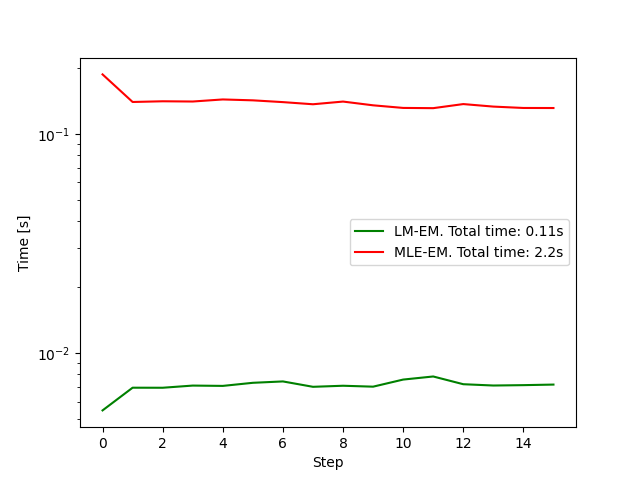 10⁻¹
10⁻²
Time [s]
LM-EM. Total time: 0.11s
MLE-EM. Total time: 2.2s
0 2 4 6 8 10 12 14
Step